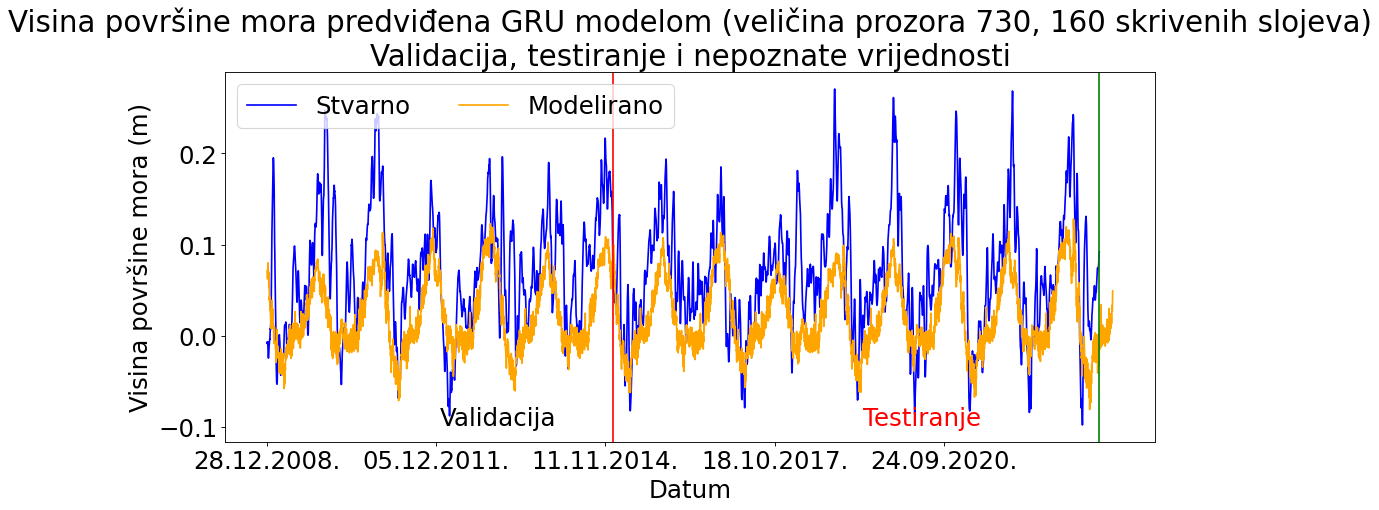 Visina površine mora predviđena GRU modelom (veličina prozora 730, 160 skrivenih slojeva)
Validacija, testiranje i nepoznate vrijednosti
Stvarno Modelirano
Visina površine mora (m)
0.2
0.1
0.0
−0.1
Validacija Testiranje
28.12.2008. 05.12.2011. 11.11.2014. 18.10.2017. 24.09.2020.
Datum